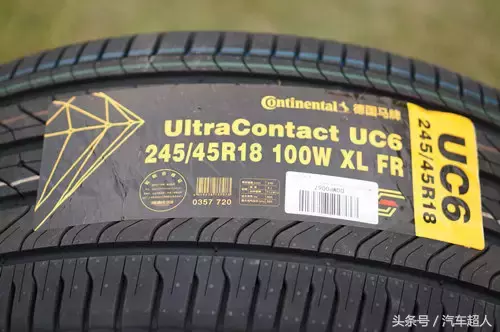 Continental 德国马牌
UltraContact UC6
245/45R18 100W XL FR
0357 720
UC6
245/45R18
头条号 / 汽车超人